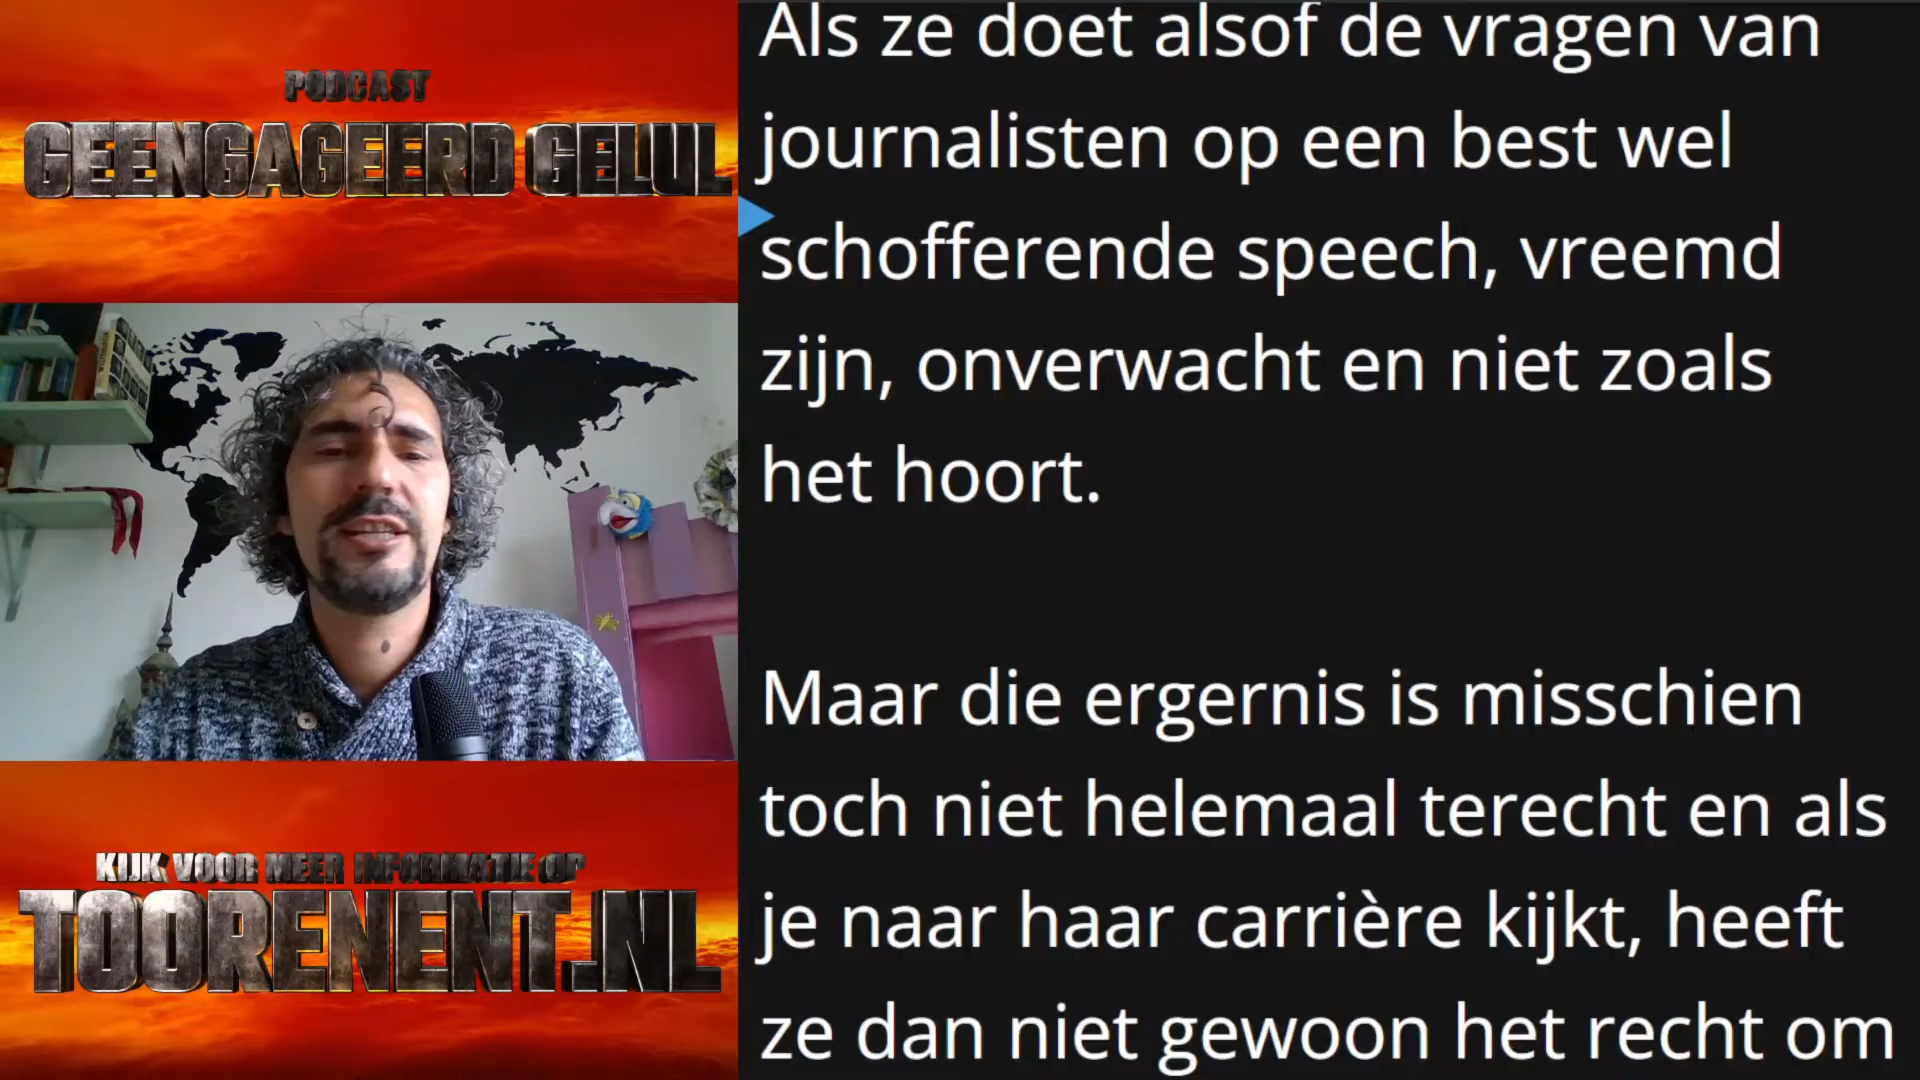 PODCAST
GEENGAGEERD GELUL
KIJK VOOR MEER INFORMATIE OP
TOORENENT.NL
Als ze doet alsof de vragen van
journalisten op een best wel
schofferende speech, vreemd
zijn, onverwacht en niet zoals
het hoort.
Maar die ergernis is misschien
toch niet helemaal terecht en als
je naar haar carrière kijkt, heeft
ze dan niet gewoon het recht om